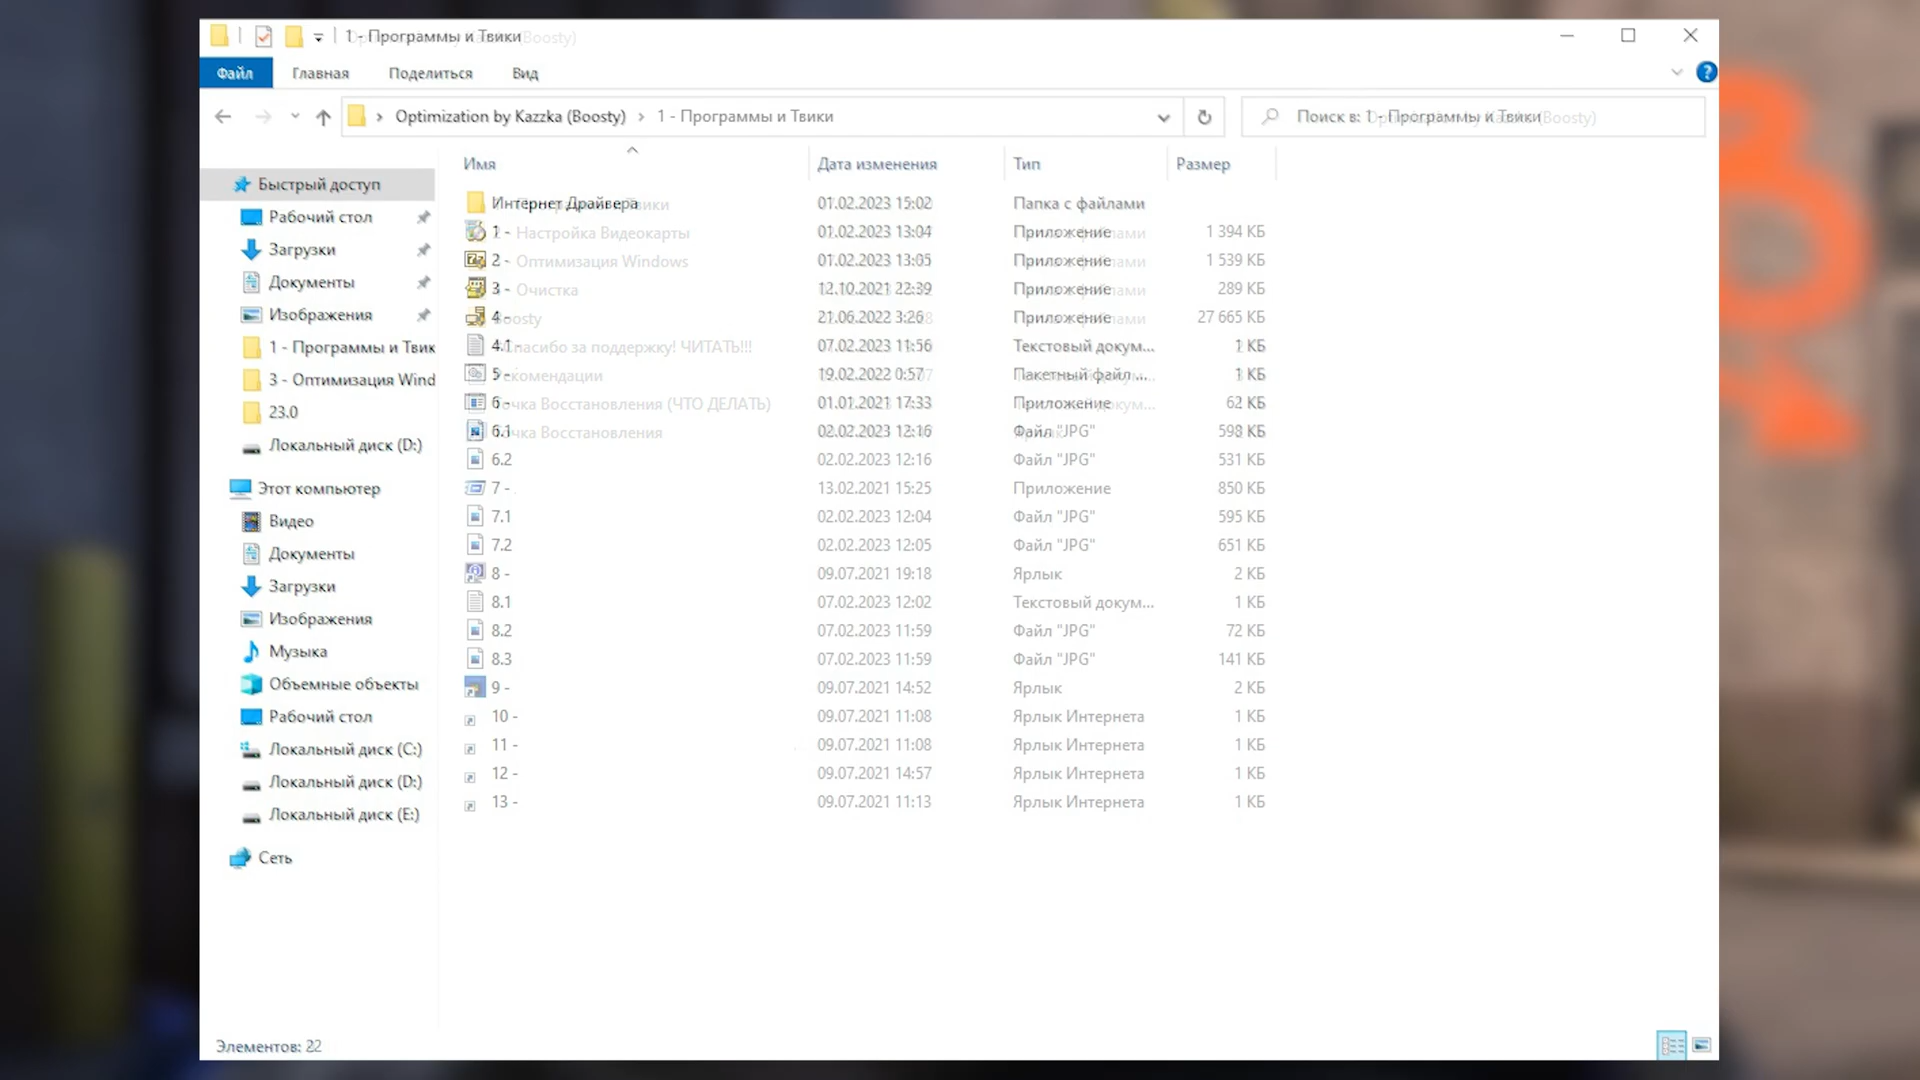 1 - Программы и Твики
Файл Главная Поделиться Вид
Optimization by Kazzka (Boosty) 1 - Программы и Твики
Поиск в: 1 - Программы и Твики
Имя Дата изменения Тип Размер
Быстрый доступ
Рабочий стол
Загрузки
Документы
Изображения
1 - Программы и Твик
3 - Оптимизация Wind
23.0
Локальный диск (D:)
Этот компьютер
Видео
Документы
Загрузки
Изображения
Музыка
Объемные объекты
Рабочий стол
Локальный диск (C:)
Локальный диск (D:)
Локальный диск (E:)
Сеть
Интернет Драйвера 01.02.2023 15:02 Папка с файлами
1 - Настройка Видеокарты 01.02.2023 13:04 Приложение 1 394 КБ
2 - Оптимизация Windows 01.02.2023 13:05 Приложение 1 539 КБ
3 - Очистка 12.10.2021 22:39 Приложение 289 КБ
4 - Boosty 21.06.2022 3:26 Приложение 27 665 КБ
4.1 - Спасибо за поддержку! ЧИТАТЬ!!! 07.02.2023 11:56 Текстовый докум... 1 КБ
5 - Рекомендации 19.02.2022 0:57 Пакетный файл ... 1 КБ
6 - Точка Восстановления (ЧТО ДЕЛАТЬ) 01.01.2021 17:33 Приложение 62 КБ
6.1 Точка Восстановления 02.02.2023 12:16 Файл "JPG" 598 КБ
6.2 02.02.2023 12:16 Файл "JPG" 531 КБ
7 - 13.02.2021 15:25 Приложение 850 КБ
7.1 02.02.2023 12:04 Файл "JPG" 595 КБ
7.2 02.02.2023 12:05 Файл "JPG" 651 КБ
8 - 09.07.2021 19:18 Ярлык 2 КБ
8.1 07.02.2023 12:02 Текстовый докум... 1 КБ
8.2 07.02.2023 11:59 Файл "JPG" 72 КБ
8.3 07.02.2023 11:59 Файл "JPG" 141 КБ
9 - 09.07.2021 14:52 Ярлык 2 КБ
10 - 09.07.2021 11:08 Ярлык Интернета 1 КБ
11 - 09.07.2021 11:08 Ярлык Интернета 1 КБ
12 - 09.07.2021 14:57 Ярлык Интернета 1 КБ
13 - 09.07.2021 11:13 Ярлык Интернета 1 КБ
Элементов: 22